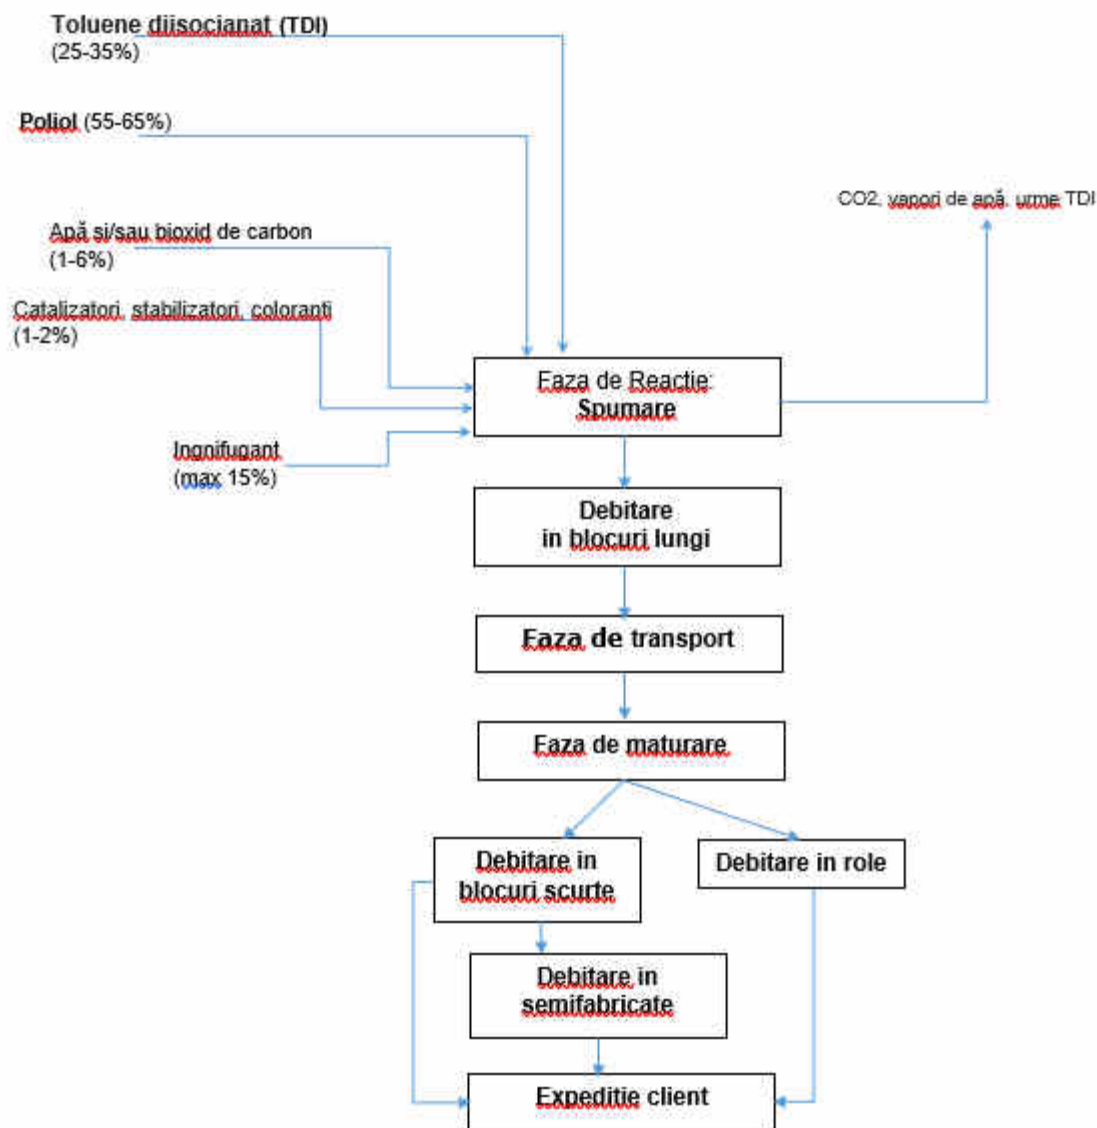 Toluene diisocianat (TDI)
(25-35%)
Poliol (55-65%)
CO2, vapori de apă, urme TDI
Apă si/sau bioxid de carbon
(1-6%)
Catalizatori, stabilizatori, coloranti
(1-2%)
Faza de Reactie:
Spumare
Ingnifugant
(max 15%)
Debitare
in blocuri lungi
Faza de transport
Faza de maturare
Debitare in
blocuri scurte
Debitare in role
Debitare in
semifabricate
Expeditie client